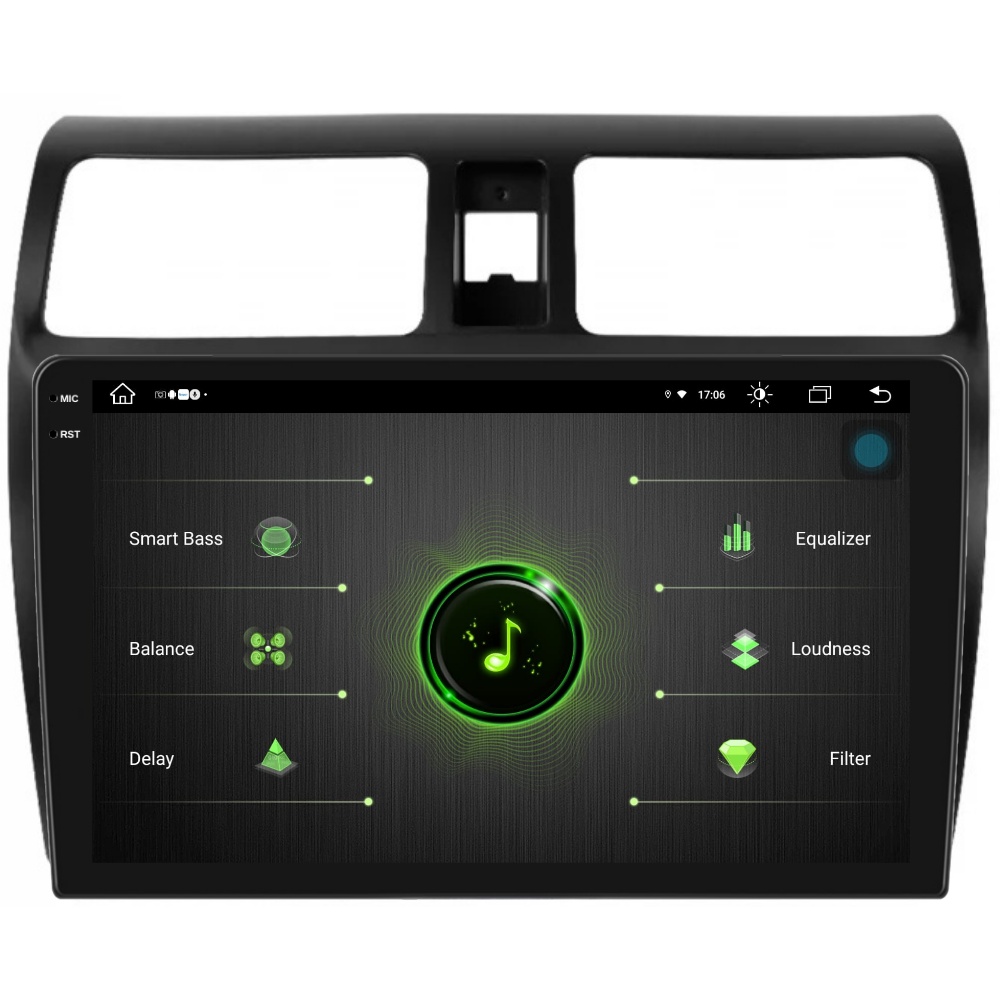 17:06
MIC
RST
Smart Bass
Equalizer
Balance
Loudness
Delay
Filter